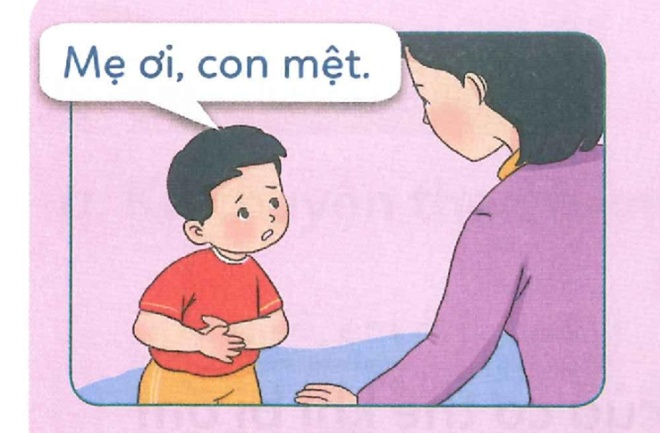 Mẹ ơi, con mệt.